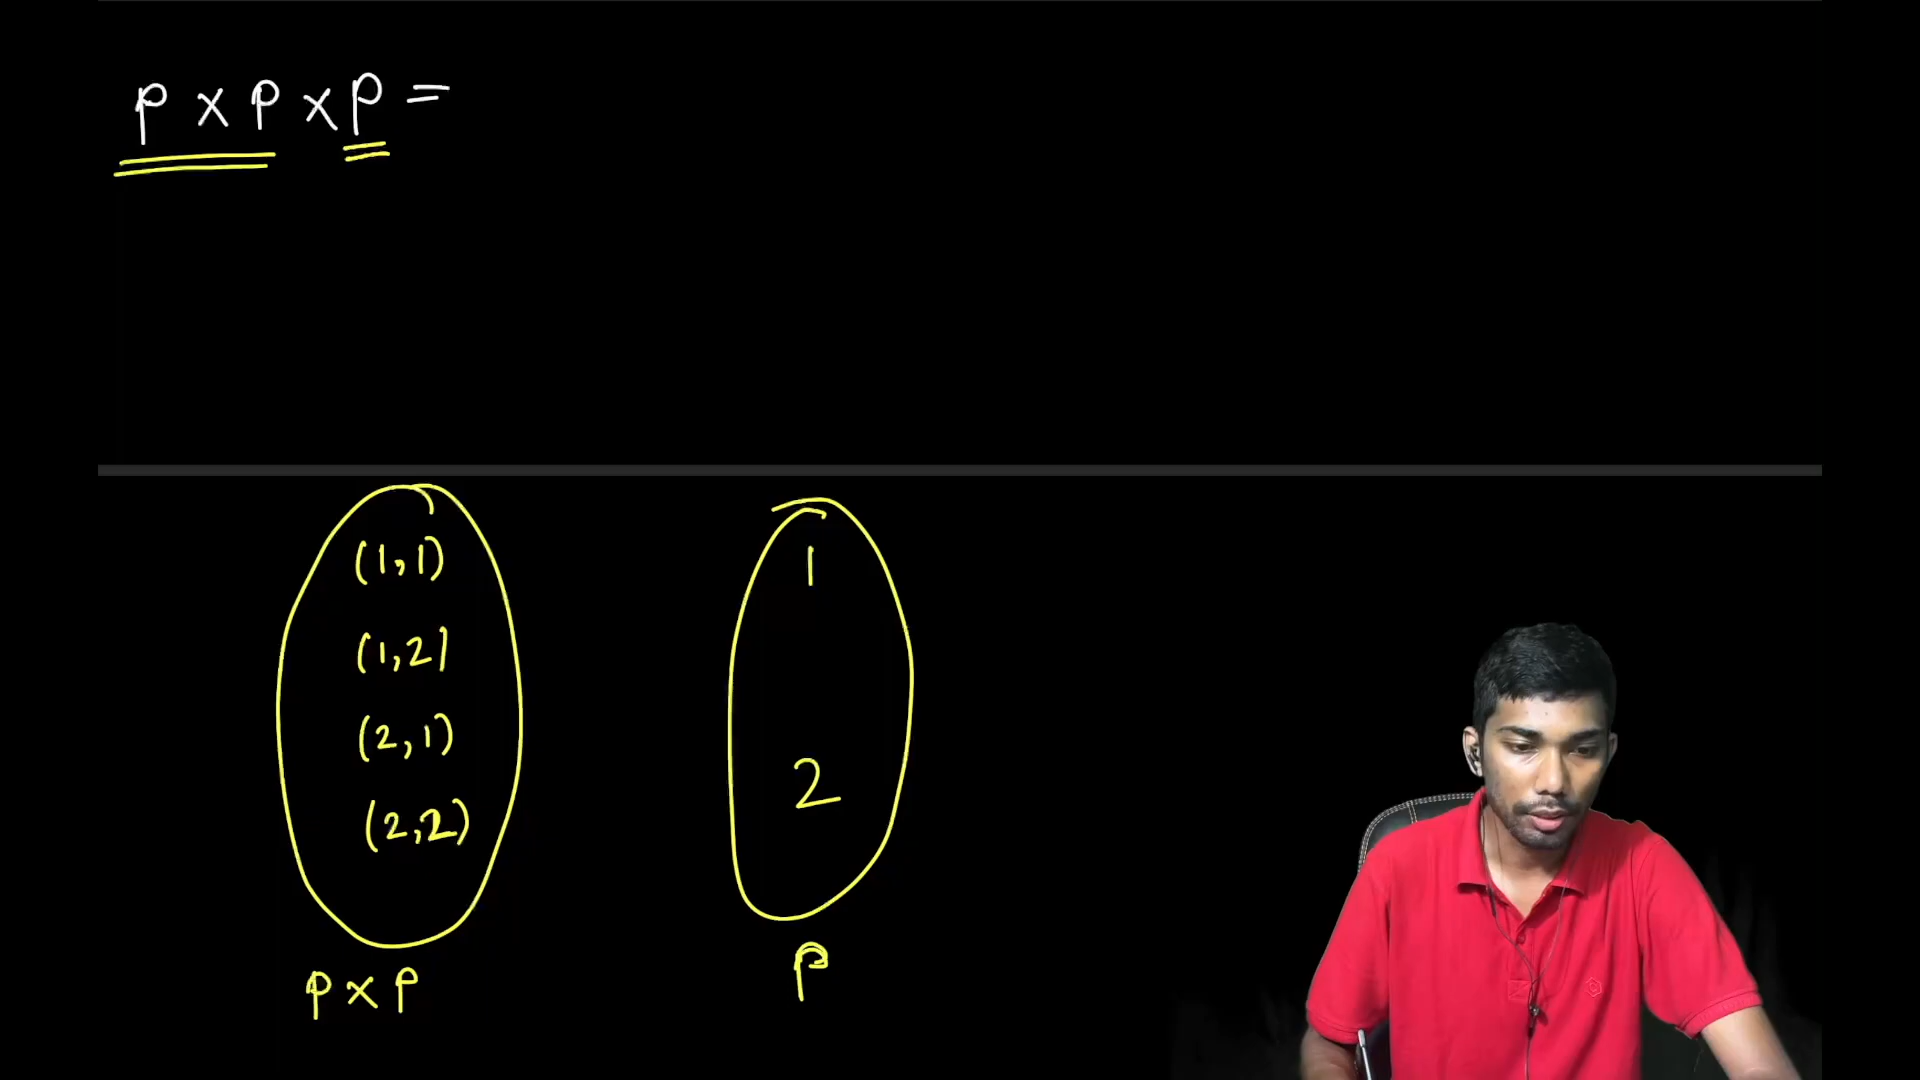 P x P x P =
(1,1)
(1,2)
(2,1)
(2,2)
P x P
1
2
P